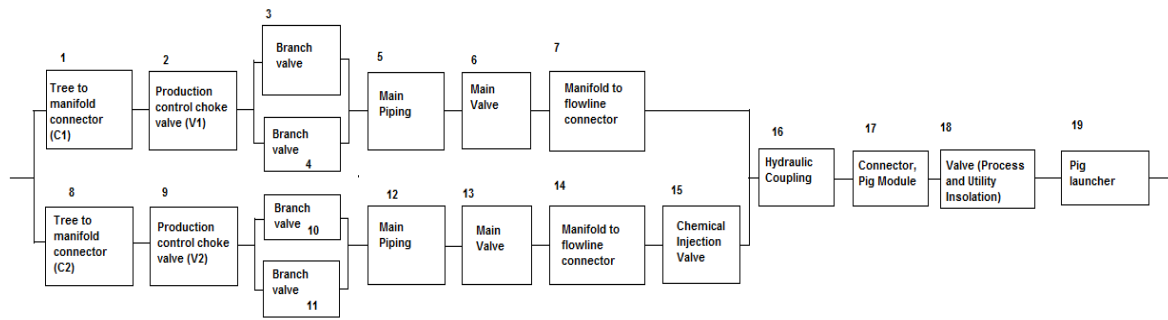 3
Branch
valve
1
2
5
6
7
Tree to
manifold
connector
(C1)
Production
control choke
valve (V1)
Main
Piping
Main
Valve
Manifold to
flowline
connector
Branch
valve
4
16
17
18
19
Hydraulic
Coupling
Connector,
Pig Module
Valve (Process
and Utility
Insolation)
Pig
launcher
8
9
Branch
valve
10
12
13
14
15
Tree to
manifold
connector
(C2)
Production
control choke
valve (V2)
Main
Piping
Main
Valve
Manifold to
flowline
connector
Chemical
Injection
Valve
Branch
valve
11